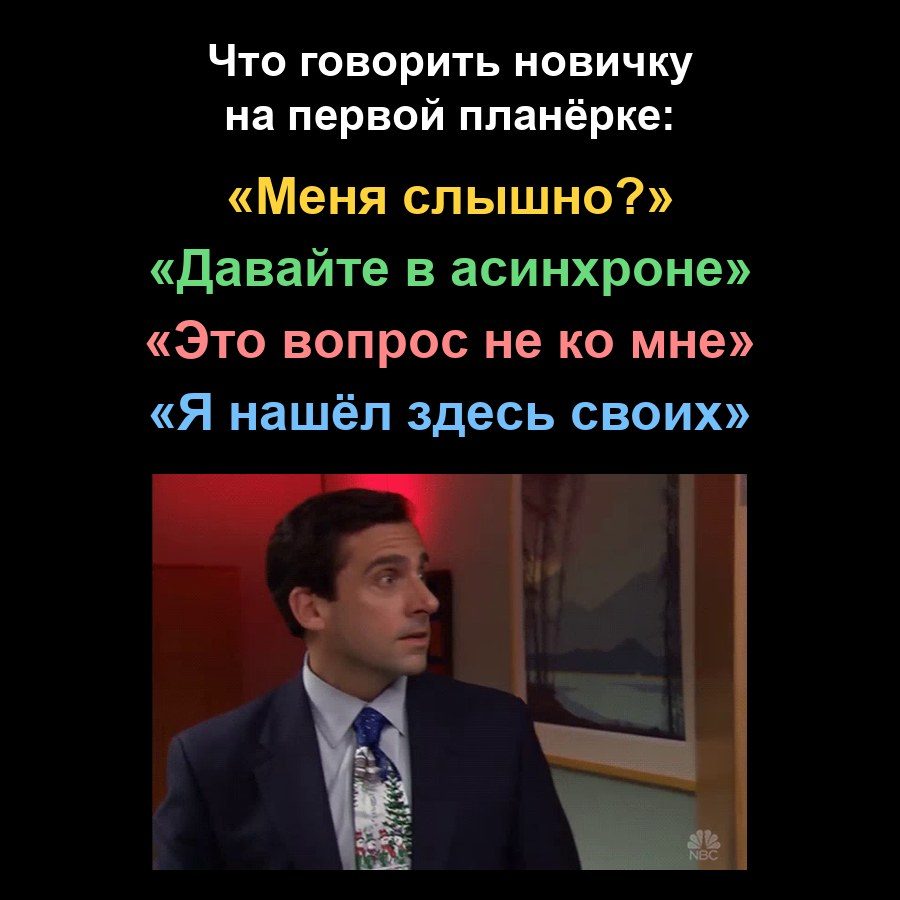 Что говорить новичку
на первой планёрке:
«Меня слышно?»
«Давайте в асинхроне»
«Это вопрос не ко мне»
«Я нашёл здесь своих»
NBC